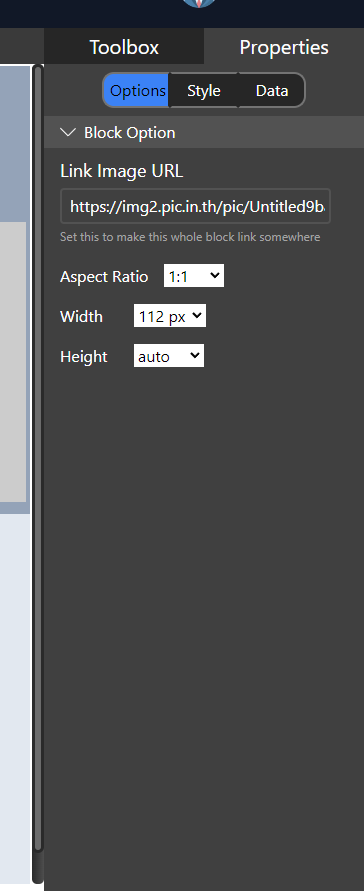 Toolbox Properties
Options Style Data
Block Option
Link Image URL
https://img2.pic.in.th/pic/Untitled9b
Set this to make this whole block link somewhere
Aspect Ratio 1:1
Width 112 px
Height auto